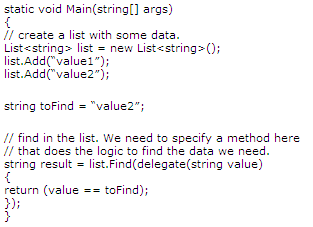 static void Main(string[] args)
{
// create a list with some data.
List<string> list = new List<string>();
list.Add("value1");
list.Add("value2");
string toFind = "value2";
// find in the list. We need to specify a method here
// that does the logic to find the data we need.
string result = list.Find(delegate(string value)
{
return (value == toFind);
});
}